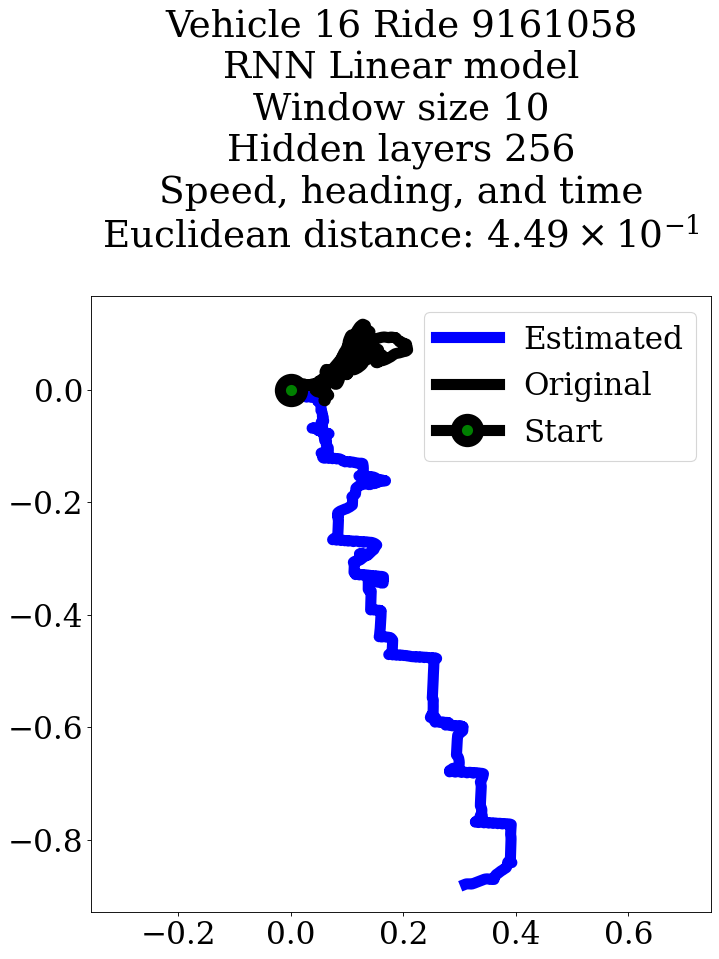 Vehicle 16 Ride 9161058
RNN Linear model
Window size 10
Hidden layers 256
Speed, heading, and time
Euclidean distance: 4.49 × 10⁻¹
Estimated
Original
Start
0.0
−0.2
−0.4
−0.6
−0.8
−0.2
0.0
0.2
0.4
0.6